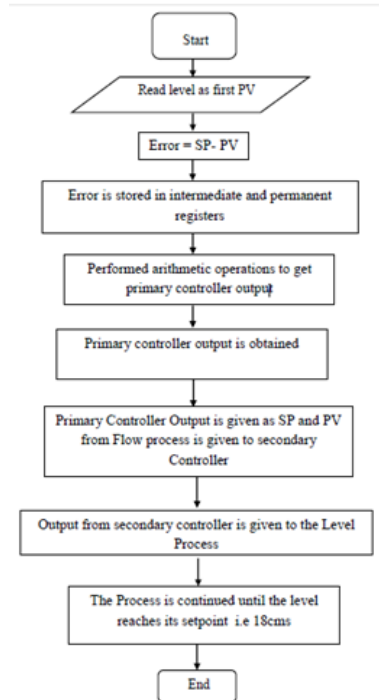 Start
Read level as first PV
Error = SP- PV
Error is stored in intermediate and permanent
registers
Performed arithmetic operations to get
primary controller output
Primary controller output is obtained
Primary Controller Output is given as SP and PV
from Flow process is given to secondary
Controller
Output from secondary controller is given to the Level
Process
The Process is continued until the level
reaches its setpoint i.e 18cms
End